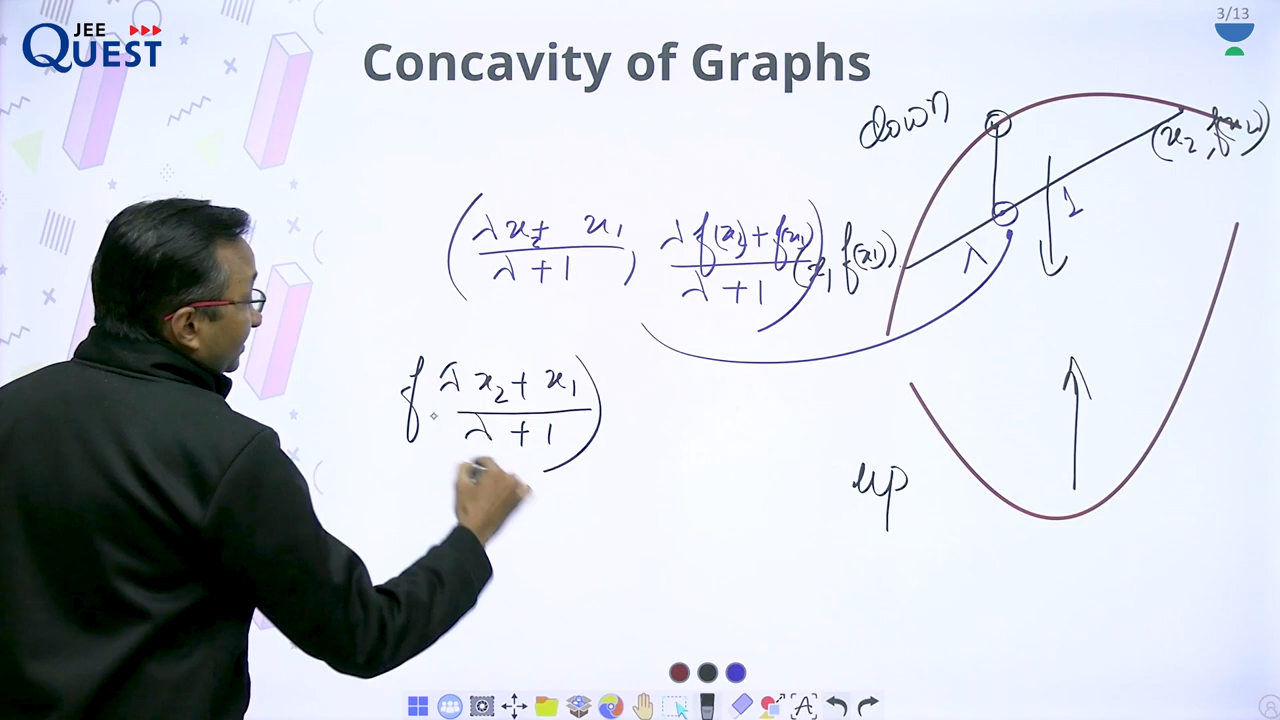 JEE
QUEST
3/13
Concavity of Graphs
down
(x₂, f(x₂))
(λx₂ + x₁ / λ + 1, λf(x₂) + f(x₁) / λ + 1)
(x₁, f(x₁))
λ
1
f(λx₂ + x₁ / λ + 1)
up
A